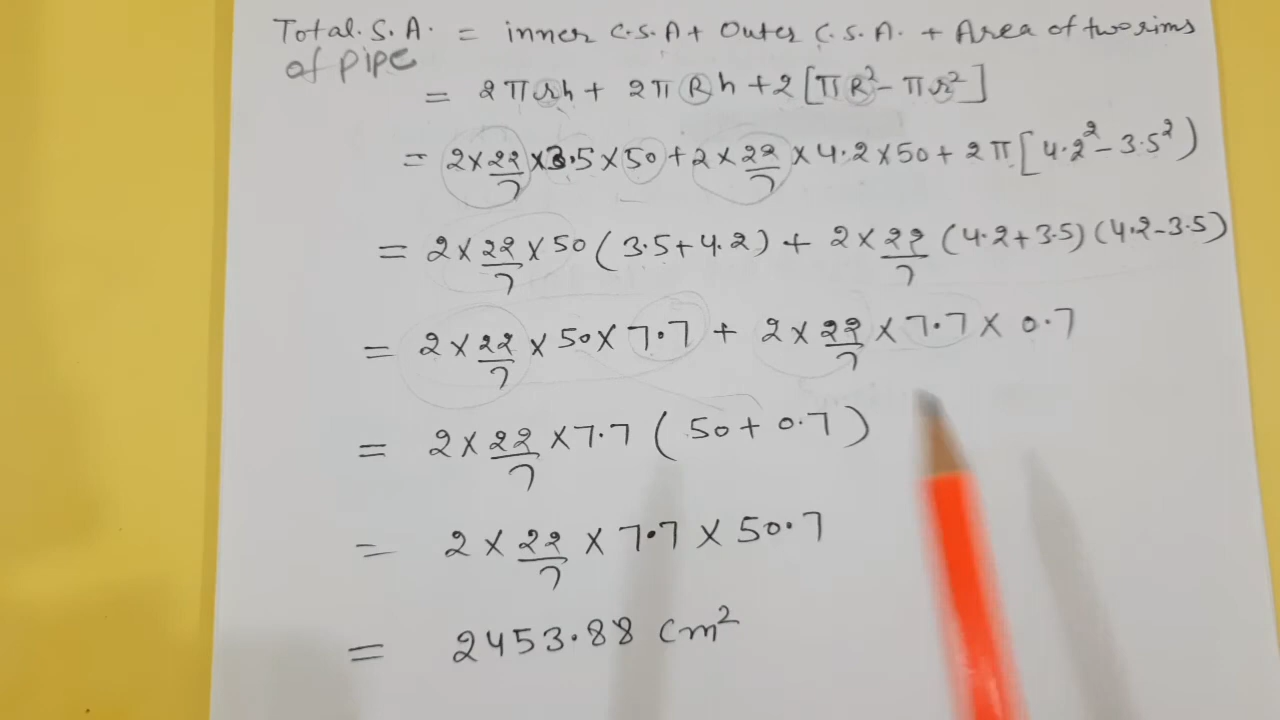 Total. S. A. = inner C.S.A + Outer C.S.A. + Area of two rims
of pipe
= 2πrh + 2πRh + 2[πR² - πr²]
= 2 × 22/7 × 3.5 × 50 + 2 × 22/7 × 4.2 × 50 + 2π[4.2² - 3.5²)
= 2 × 22/7 × 50 (3.5 + 4.2) + 2 × 22/7 (4.2 + 3.5) (4.2 - 3.5)
= 2 × 22/7 × 50 × 7.7 + 2 × 22/7 × 7.7 × 0.7
= 2 × 22/7 × 7.7 (50 + 0.7)
= 2 × 22/7 × 7.7 × 50.7
= 2453.88 cm²